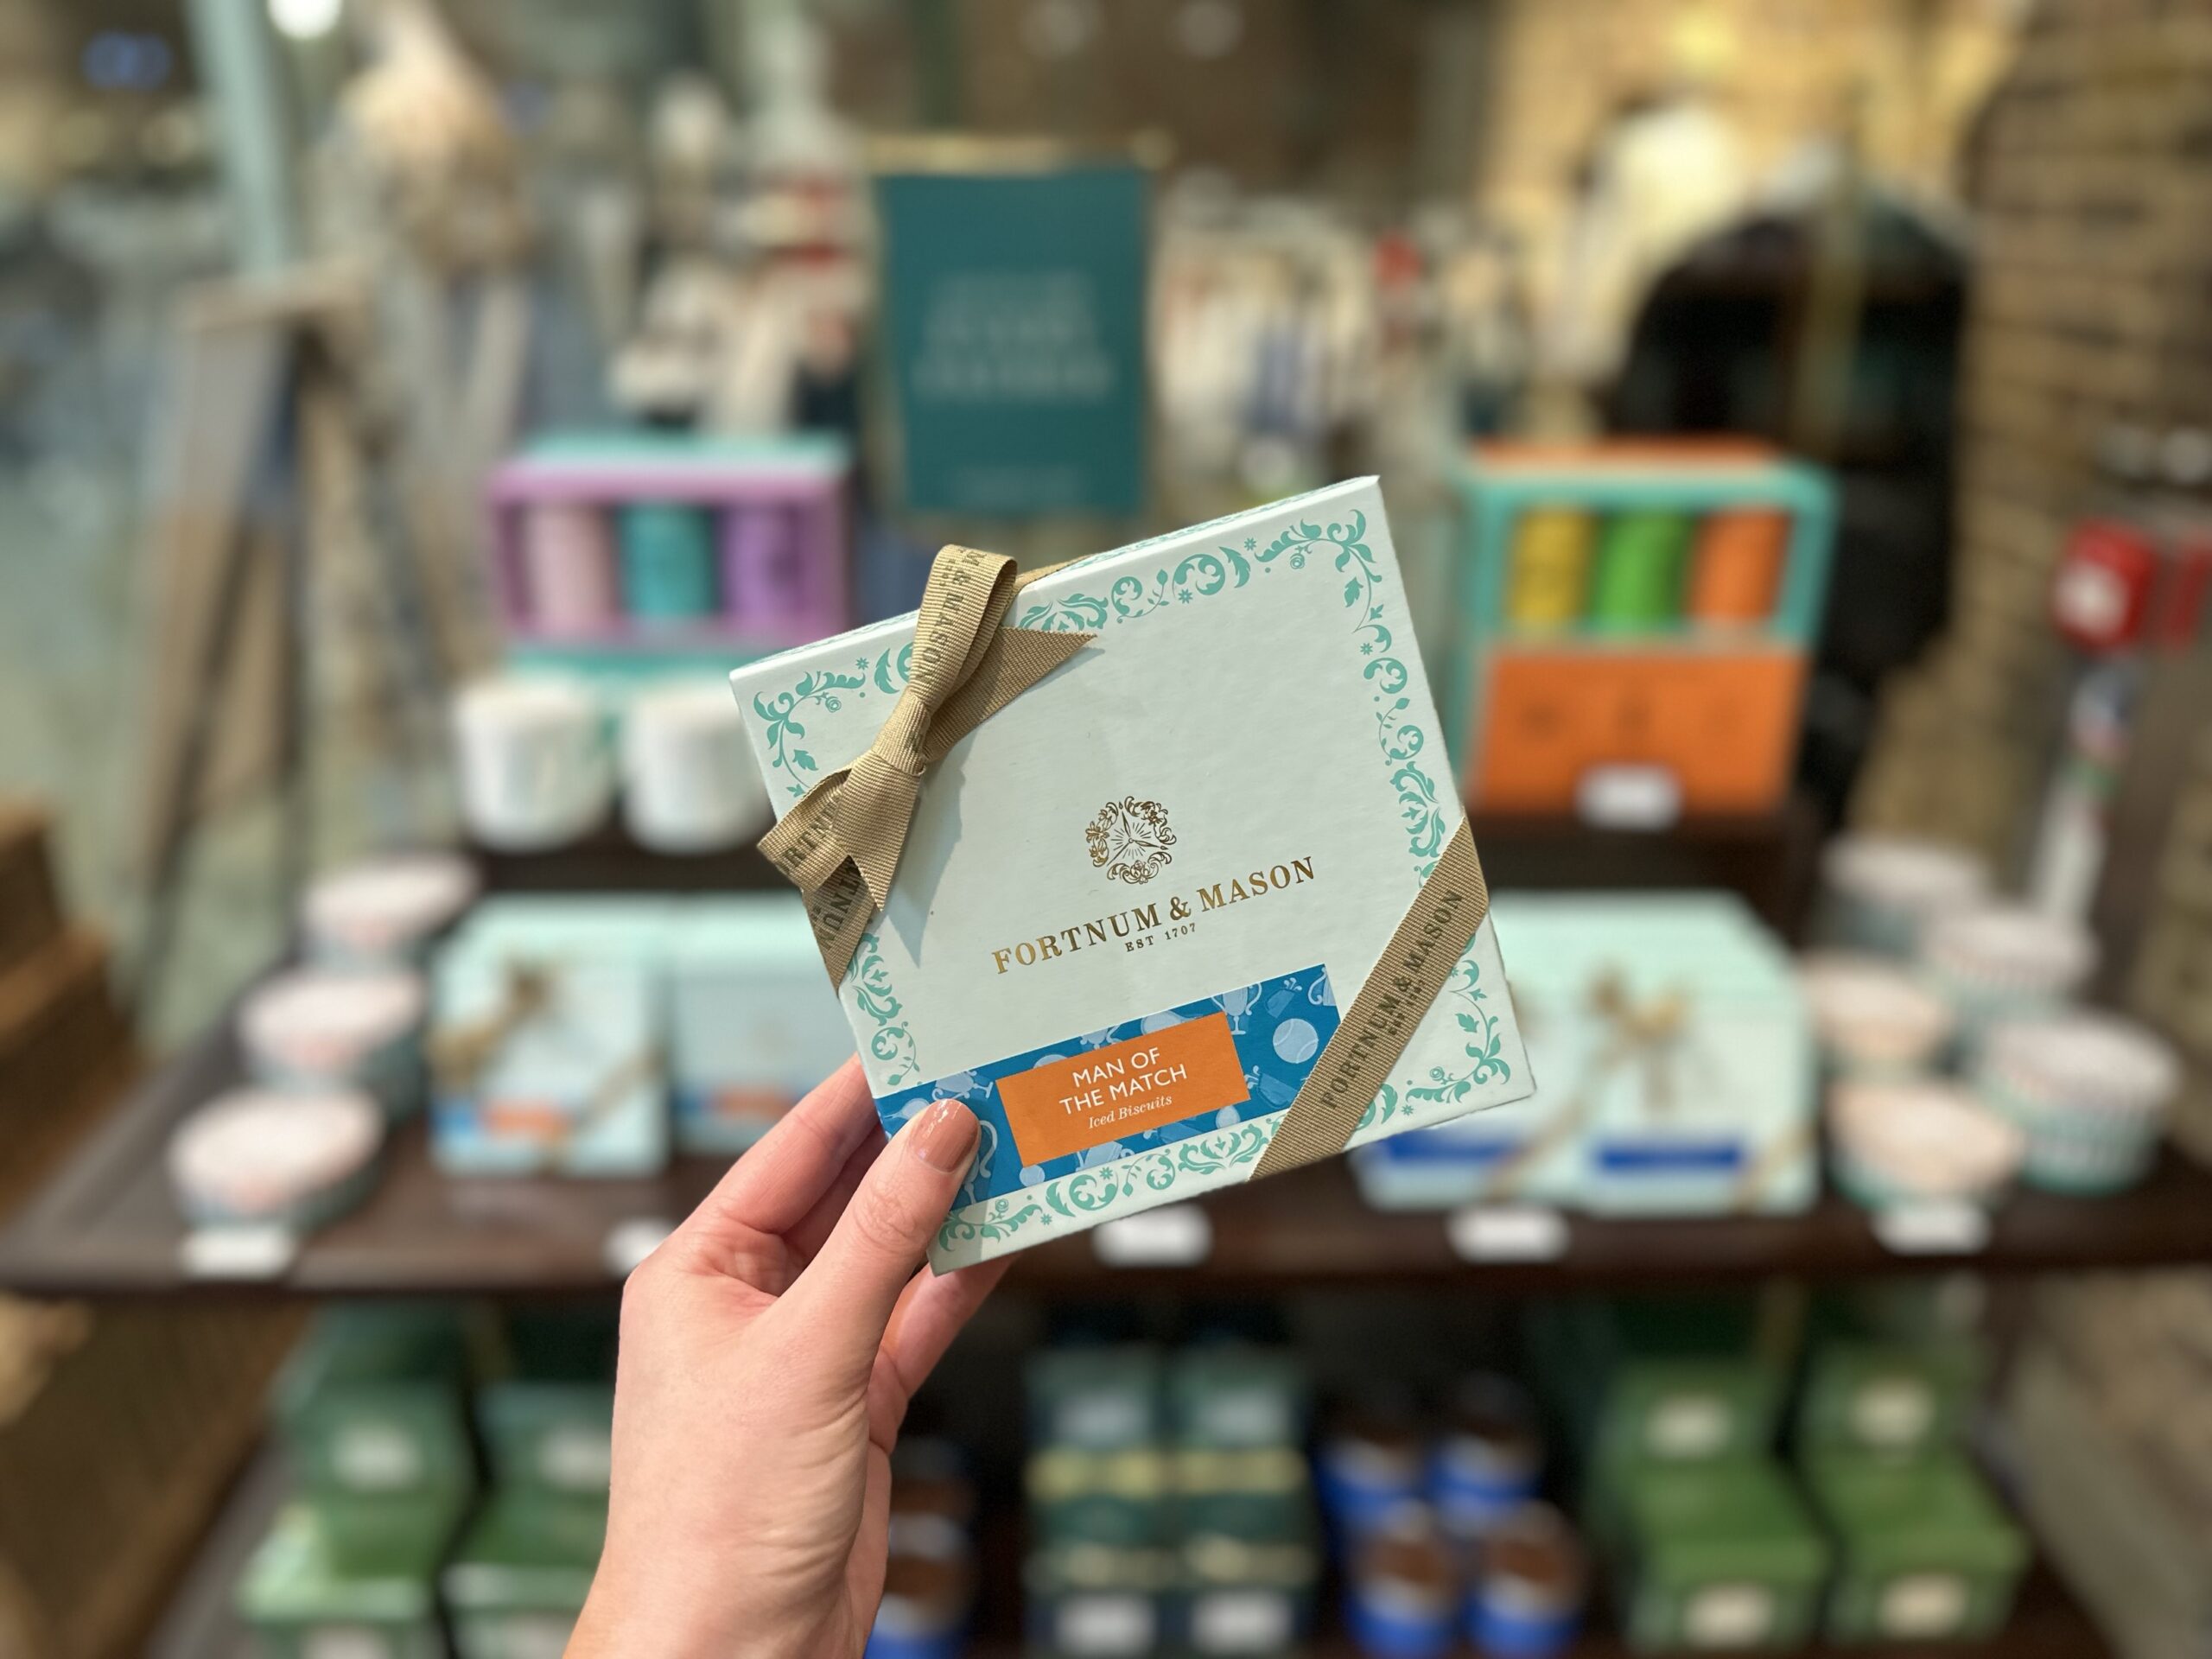 FORTNUM & MASON
EST 1707
MAN OF
THE MATCH
Iced Biscuits
FORTNUM & MASON